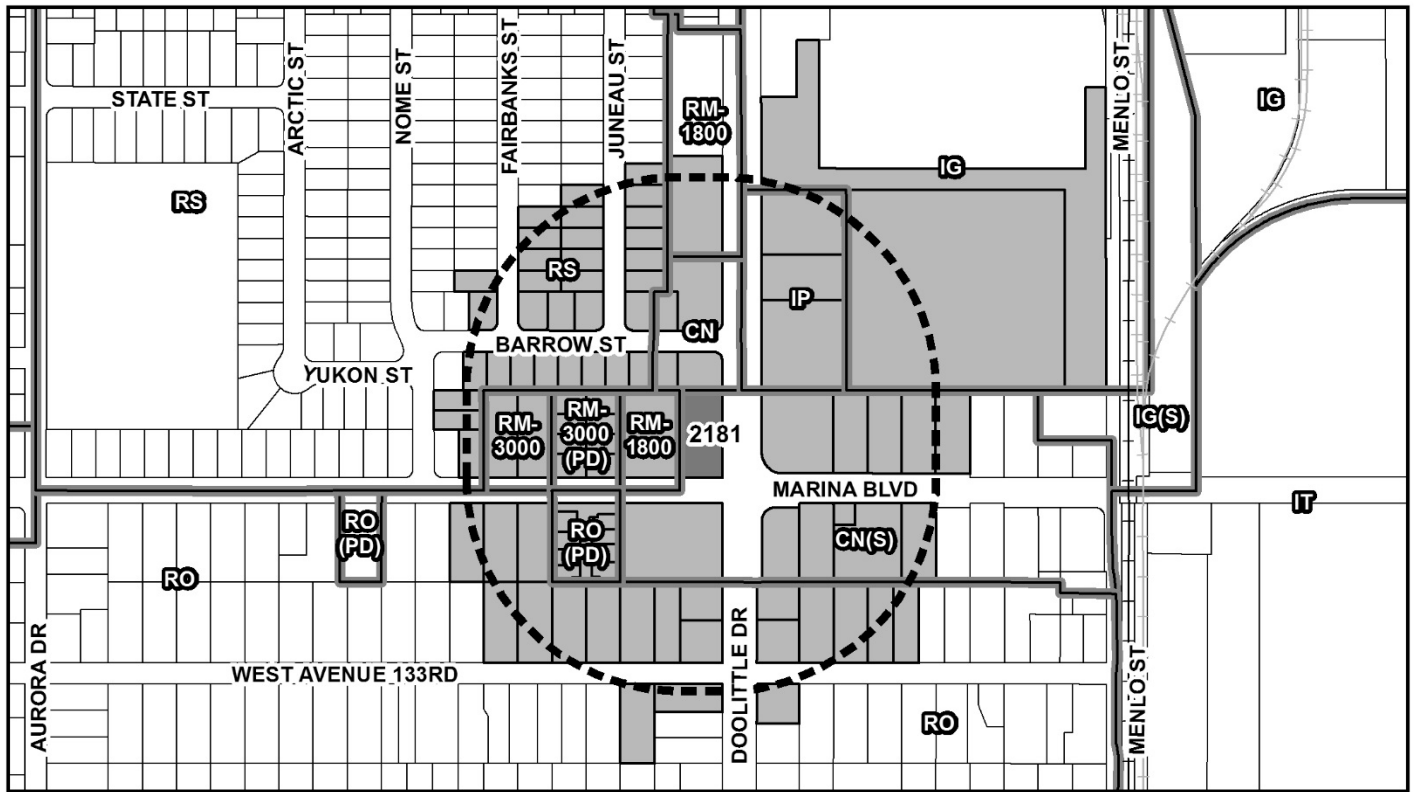 STATE ST
ARCTIC ST
NOME ST
FAIRBANKS ST
JUNEAU ST
RM-
1800
MENLO ST
IG
IG
RS
RS
IP
CN
BARROW ST
YUKON ST
RM-
3000
RM-
3000
(PD)
RM-
1800
2181
IG(S)
MARINA BLVD
IT
RO
(PD)
RO
(PD)
CN(S)
RO
AURORA DR
WEST AVENUE 133RD
DOOLITTLE DR
RO
MENLO ST